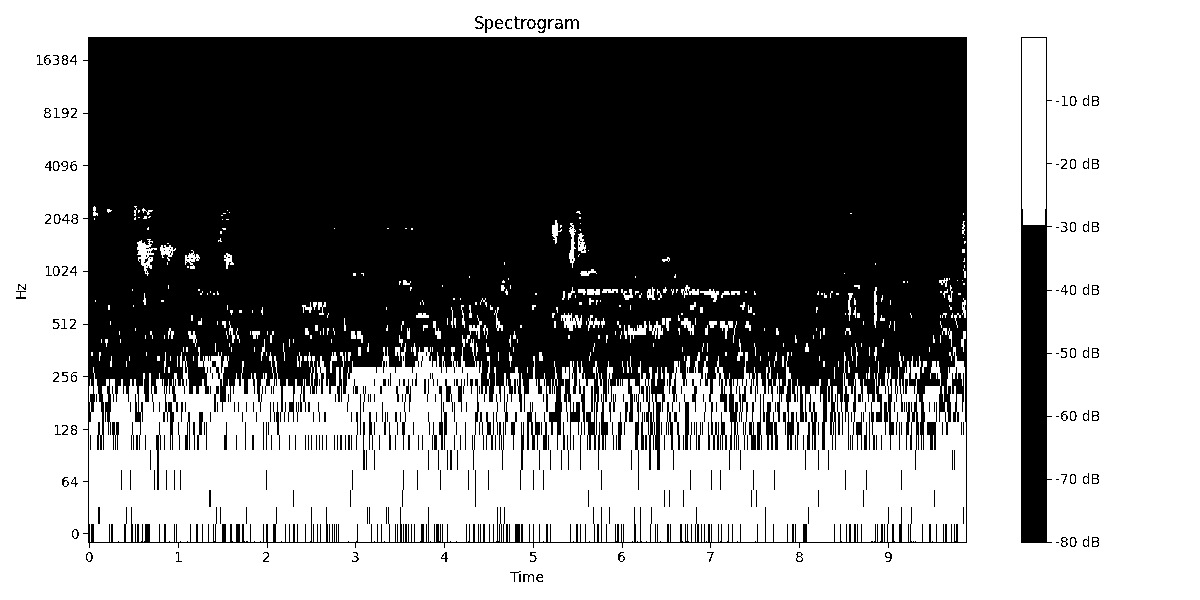 Spectrogram
16384
8192
4096
2048
1024
512
256
128
64
0
Hz
0 1 2 3 4 5 6 7 8 9
Time
-10 dB
-20 dB
-30 dB
-40 dB
-50 dB
-60 dB
-70 dB
-80 dB